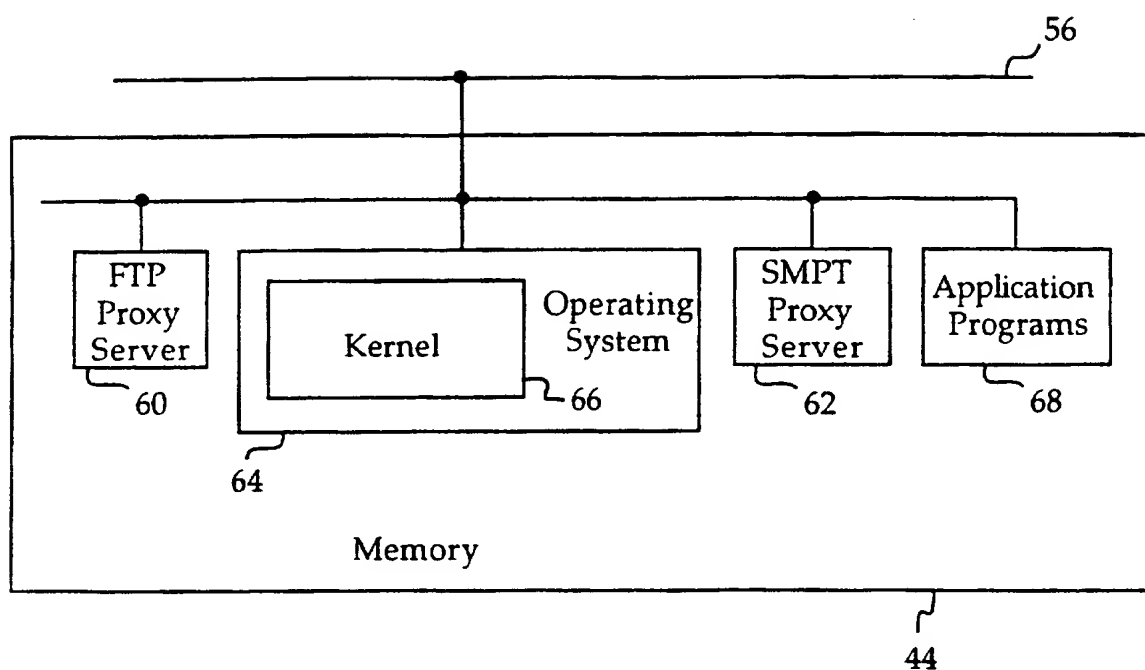 56
FTP
Proxy
Server
60
Kernel
66
Operating
System
64
SMPT
Proxy
Server
62
Application
Programs
68
Memory
44